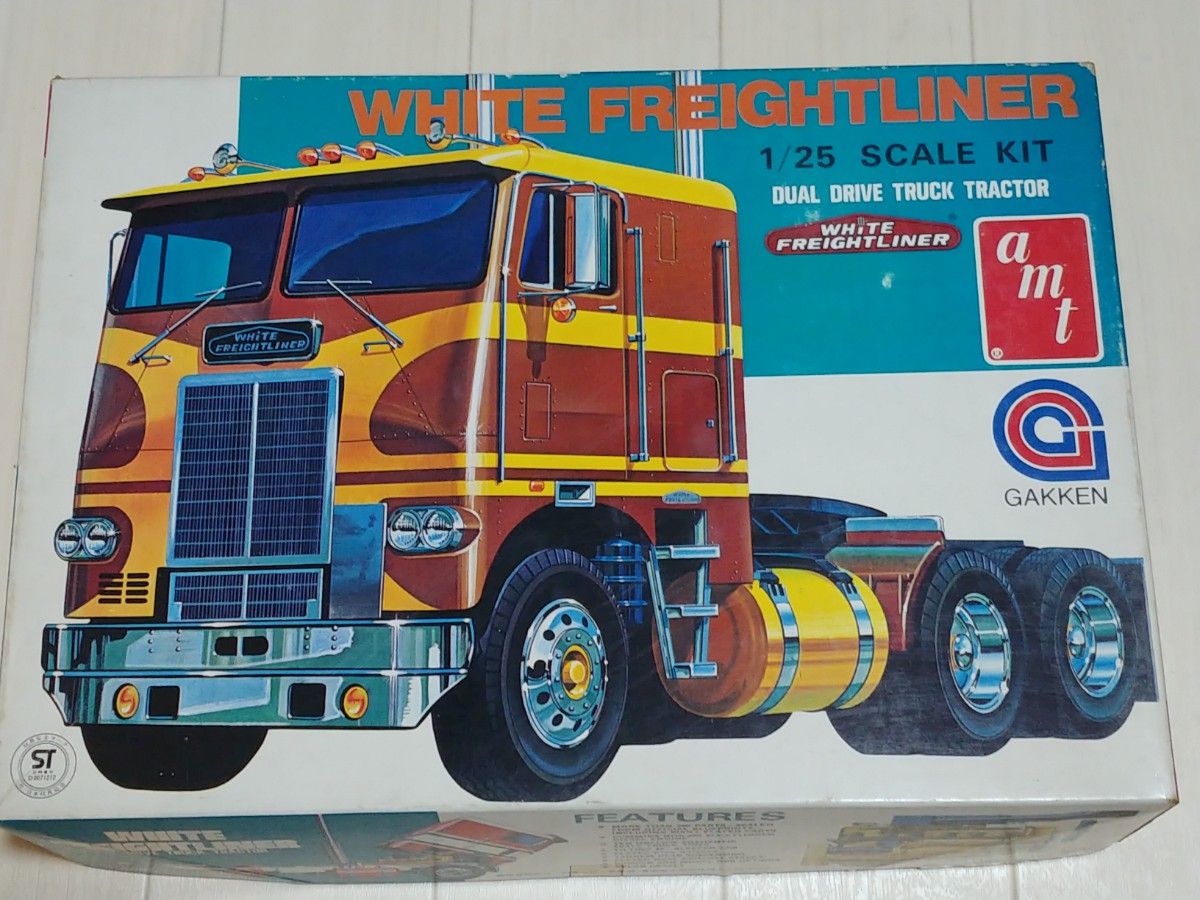 WHITE FREIGHTLINER
1/25 SCALE KIT
DUAL DRIVE TRUCK TRACTOR
WHITE
FREIGHTLINER
amt
GAKKEN
WHITE
FREIGHTLINER
ST
WHITE
FREIGHTLINER
FEATURES